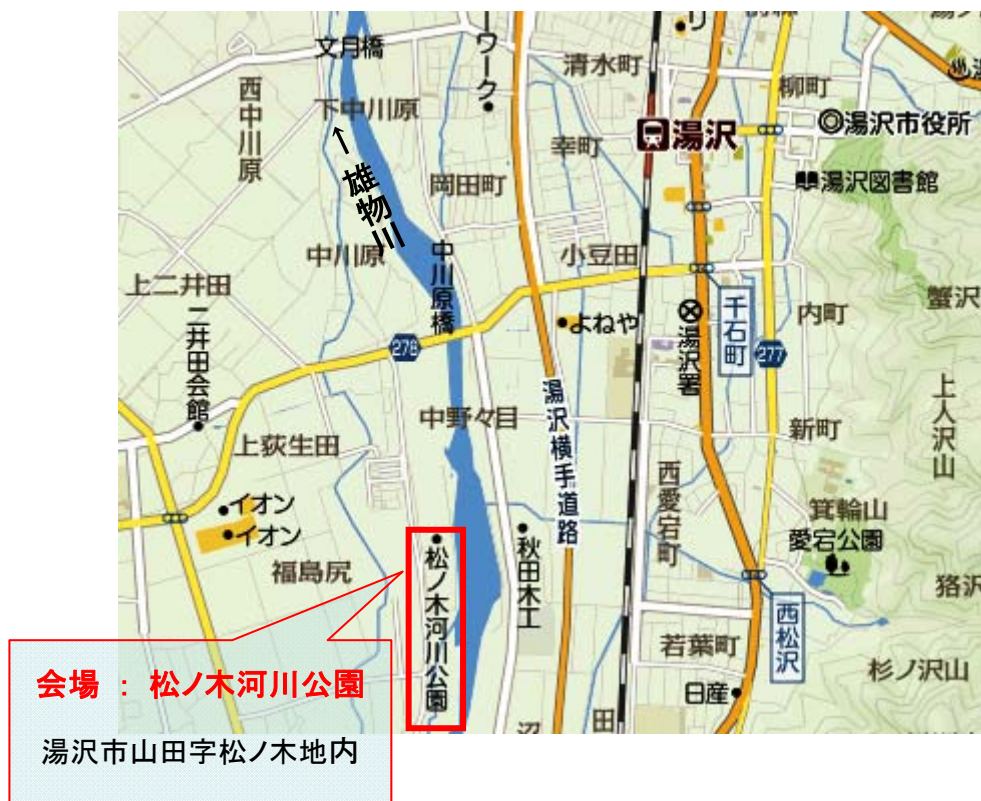 文月橋
ワーク
リ
清水町
柳町
西中川原
下中川原
湯沢
湯沢市役所
幸町
岡田町
湯沢図書館
←雄物川
中川原
中川原橋
小豆田
上二井田
蟹沢
二井田会館
よねや
湯沢署
千石町
内町
278
277
湯沢横手道路
上人沢山
中野々目
新町
上荻生田
西愛宕町
箕輪山
イオン
イオン
愛宕公園
秋田木工
福島尻
松ノ木河川公園
西松沢
若葉町
杉ノ沢山
日産
田
会場 : 松ノ木河川公園
湯沢市山田字松ノ木地内